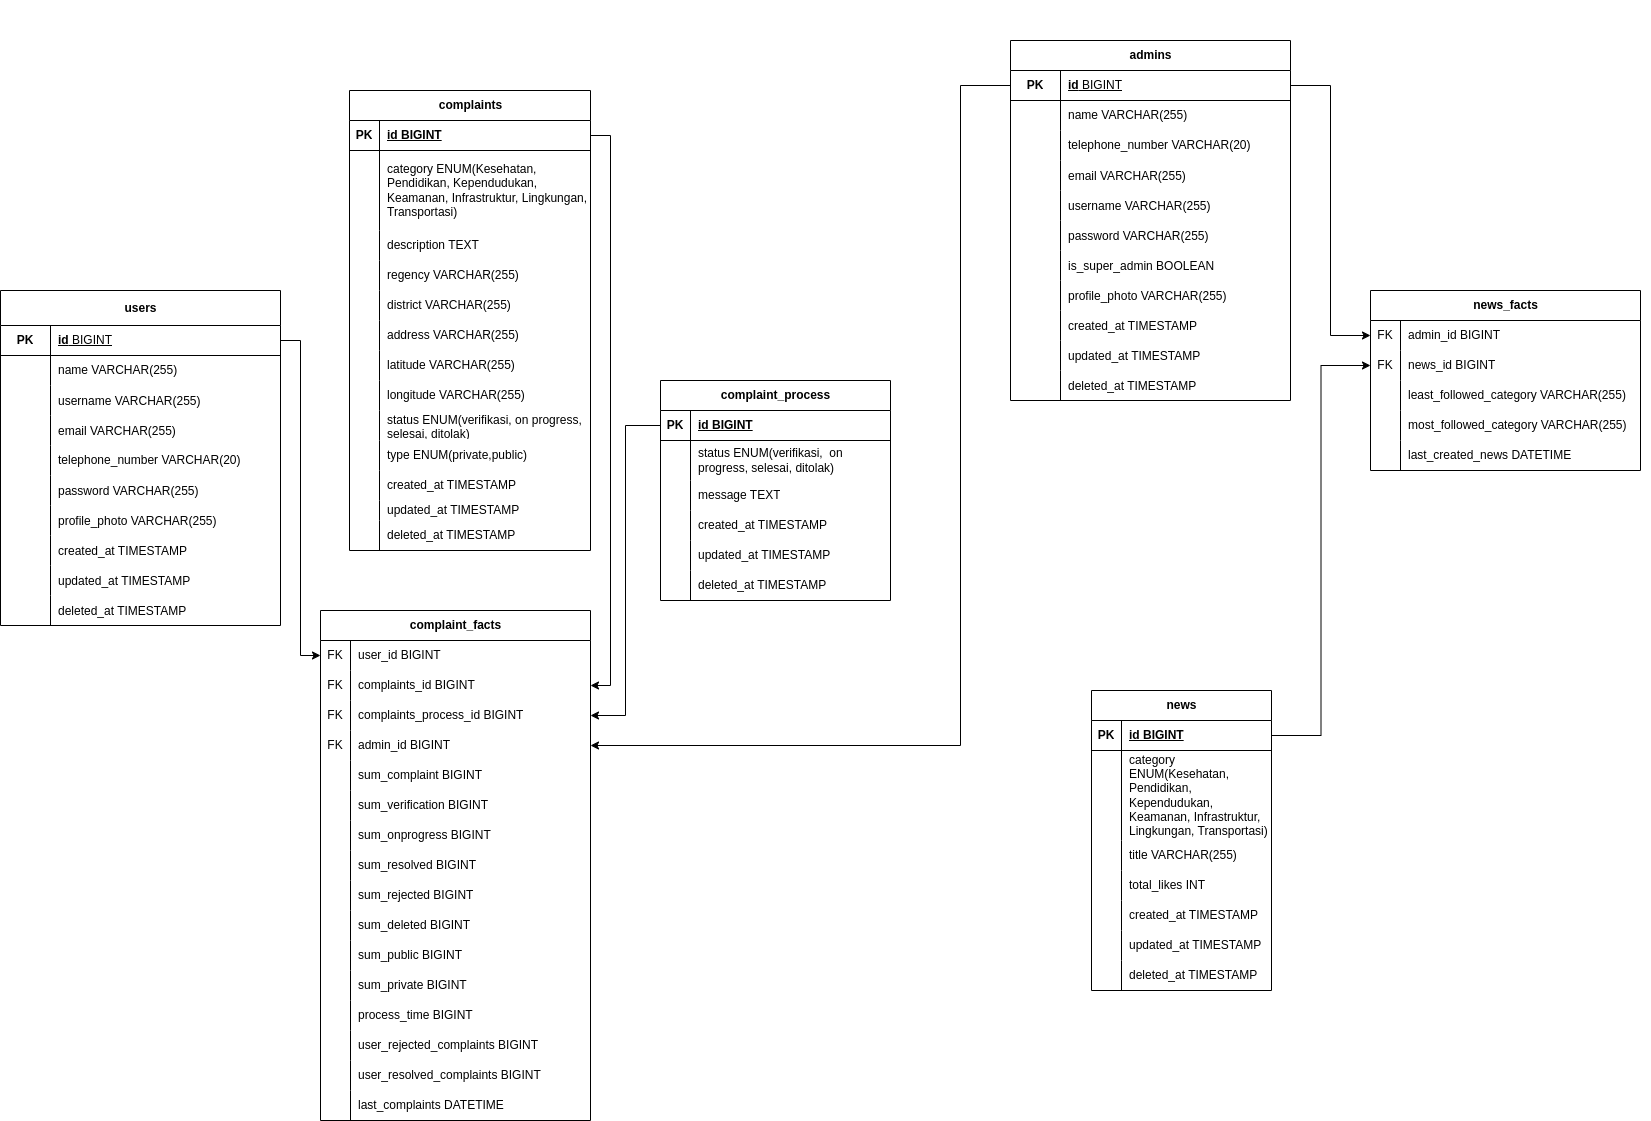 users
PK id BIGINT
name VARCHAR(255)
username VARCHAR(255)
email VARCHAR(255)
telephone_number VARCHAR(20)
password VARCHAR(255)
profile_photo VARCHAR(255)
created_at TIMESTAMP
updated_at TIMESTAMP
deleted_at TIMESTAMP
complaints
PK id BIGINT
category ENUM(Kesehatan,
Pendidikan, Kependudukan,
Keamanan, Infrastruktur, Lingkungan,
Transportasi)
description TEXT
regency VARCHAR(255)
district VARCHAR(255)
address VARCHAR(255)
latitude VARCHAR(255)
longitude VARCHAR(255)
status ENUM(verifikasi, on progress,
selesai, ditolak)
type ENUM(private,public)
created_at TIMESTAMP
updated_at TIMESTAMP
deleted_at TIMESTAMP
complaint_process
PK id BIGINT
status ENUM(verifikasi, on
progress, selesai, ditolak)
message TEXT
created_at TIMESTAMP
updated_at TIMESTAMP
deleted_at TIMESTAMP
complaint_facts
FK user_id BIGINT
FK complaints_id BIGINT
FK complaints_process_id BIGINT
FK admin_id BIGINT
sum_complaint BIGINT
sum_verification BIGINT
sum_onprogress BIGINT
sum_resolved BIGINT
sum_rejected BIGINT
sum_deleted BIGINT
sum_public BIGINT
sum_private BIGINT
process_time BIGINT
user_rejected_complaints BIGINT
user_resolved_complaints BIGINT
last_complaints DATETIME
admins
PK id BIGINT
name VARCHAR(255)
telephone_number VARCHAR(20)
email VARCHAR(255)
username VARCHAR(255)
password VARCHAR(255)
is_super_admin BOOLEAN
profile_photo VARCHAR(255)
created_at TIMESTAMP
updated_at TIMESTAMP
deleted_at TIMESTAMP
news_facts
FK admin_id BIGINT
FK news_id BIGINT
least_followed_category VARCHAR(255)
most_followed_category VARCHAR(255)
last_created_news DATETIME
news
PK id BIGINT
category
ENUM(Kesehatan,
Pendidikan,
Kependudukan,
Keamanan, Infrastruktur,
Lingkungan, Transportasi)
title VARCHAR(255)
total_likes INT
created_at TIMESTAMP
updated_at TIMESTAMP
deleted_at TIMESTAMP